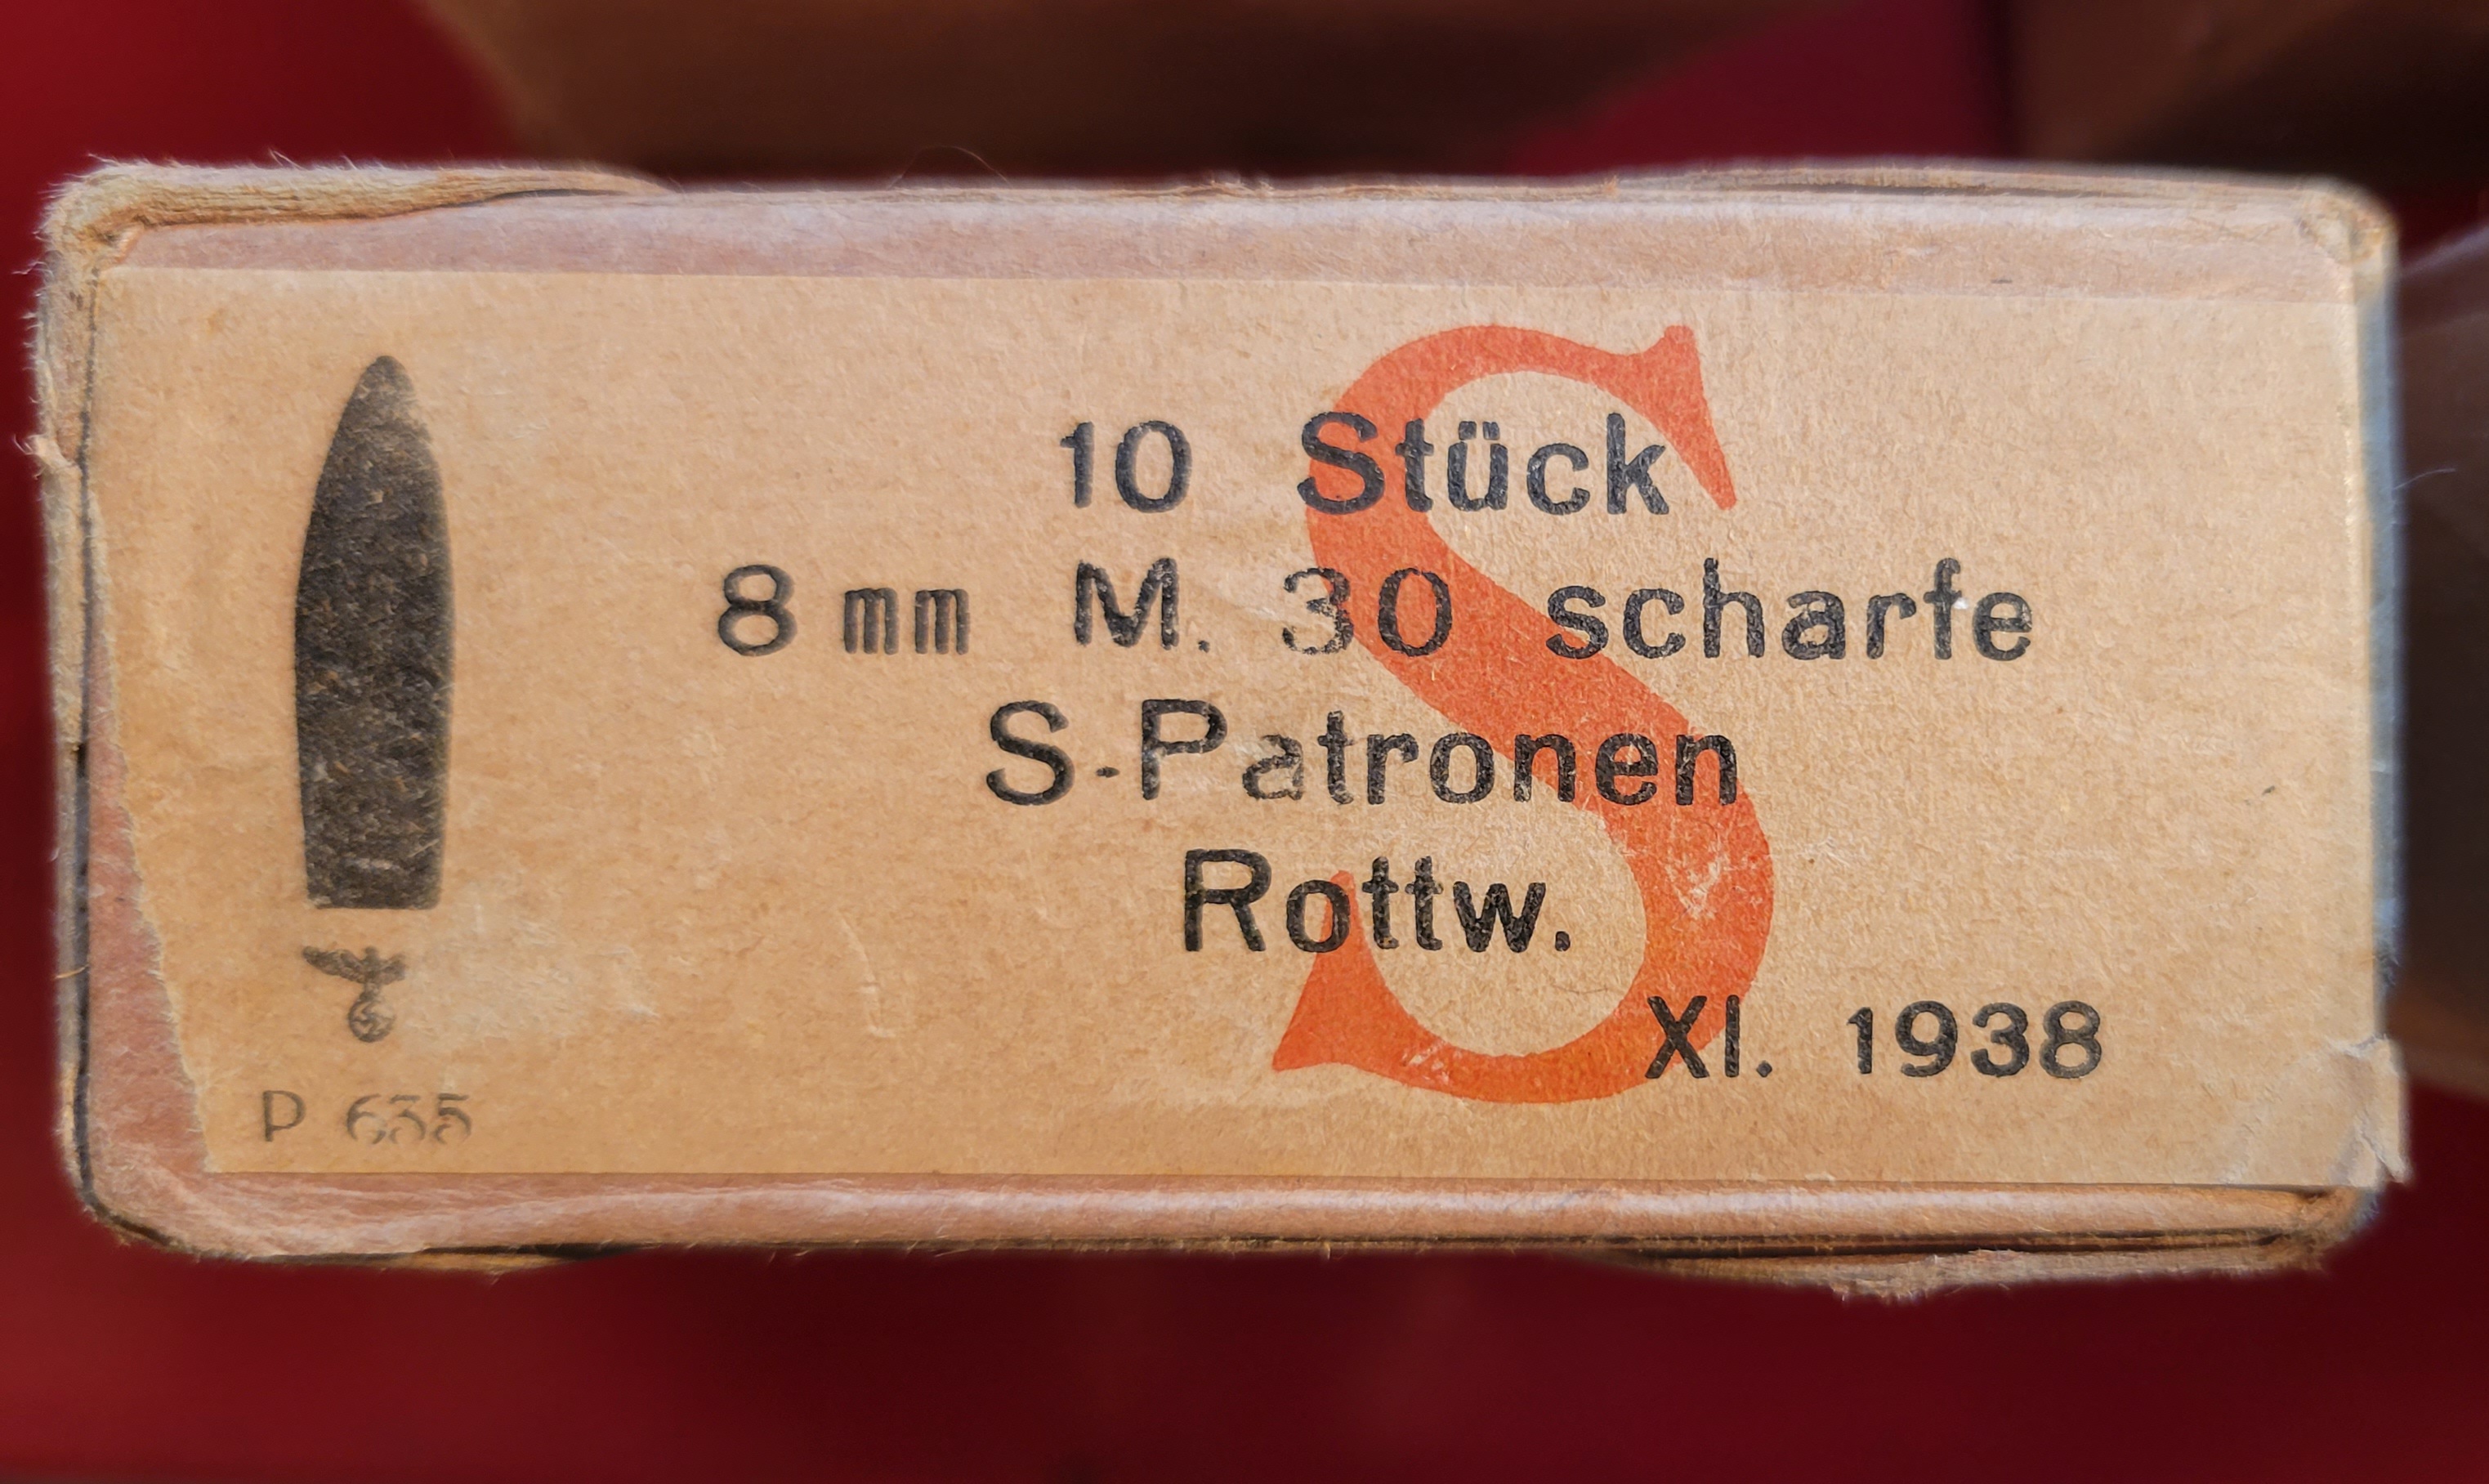 S
10 Stück
8 mm M. 30 scharfe
S-Patronen
Rottw.
XI. 1938
P 635